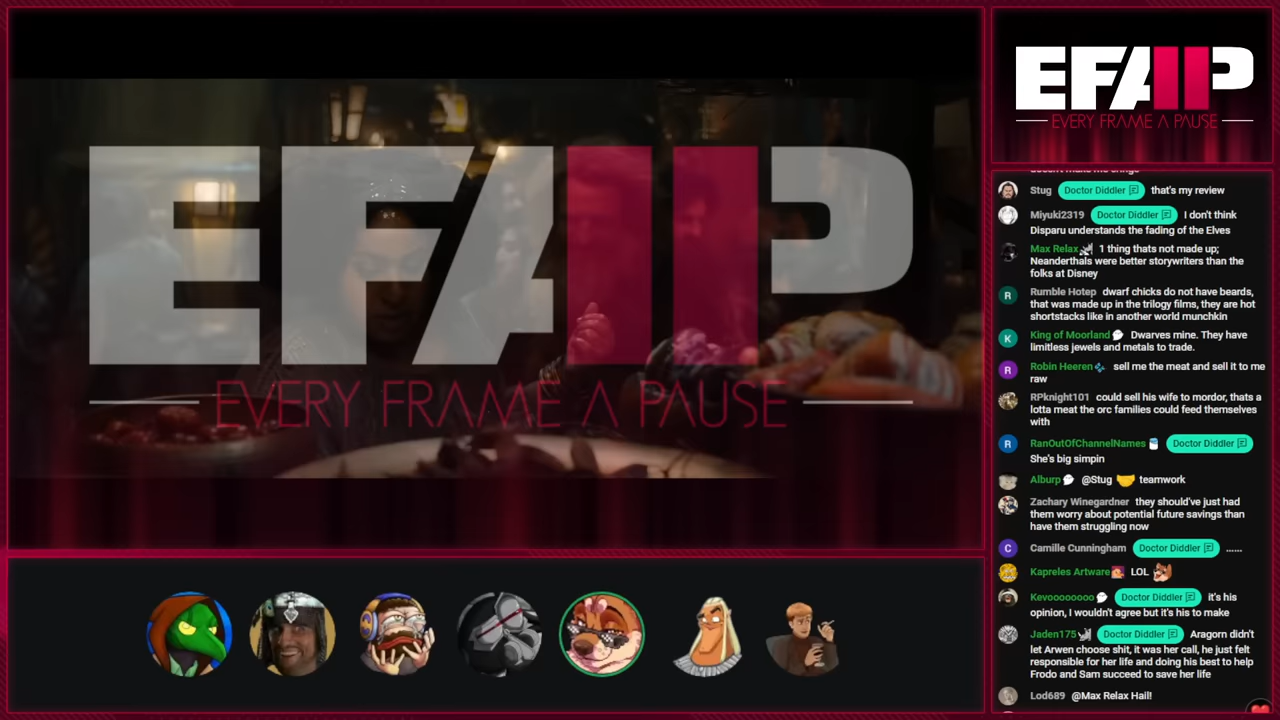 EFAP
EVERY FRAME A PAUSE
EFAP
EVERY FRAME A PAUSE
Stug Doctor Diddler that's my review
Miyuki2319 Doctor Diddler I don't think
Disparu understands the fading of the Elves
Max Relax 1 thing thats not made up;
Neanderthals were better storywriters than the
folks at Disney
R Rumble Hotep dwarf chicks do not have beards,
that was made up in the trilogy films, they are hot
shortstacks like in another world munchkin
K King of Moorland Dwarves mine. They have
limitless jewels and metals to trade.
R Robin Heeren sell me the meat and sell it to me
raw
RPknight101 could sell his wife to mordor, thats a
lotta meat the orc families could feed themselves
with
R RanOutOfChannelNames Doctor Diddler
She's big simpin
Alburp @Stug teamwork
Zachary Winegardner they should've just had
them worry about potential future savings than
have them struggling now
C Camille Cunningham Doctor Diddler ......
Kapreles Artware LOL
Kevoooooooo Doctor Diddler it's his
opinion, I wouldn't agree but it's his to make
Jaden175 Doctor Diddler Aragorn didn't
let Arwen choose shit, it was her call, he just felt
responsible for her life and doing his best to help
Frodo and Sam succeed to save her life
Lod689 @Max Relax Hail!